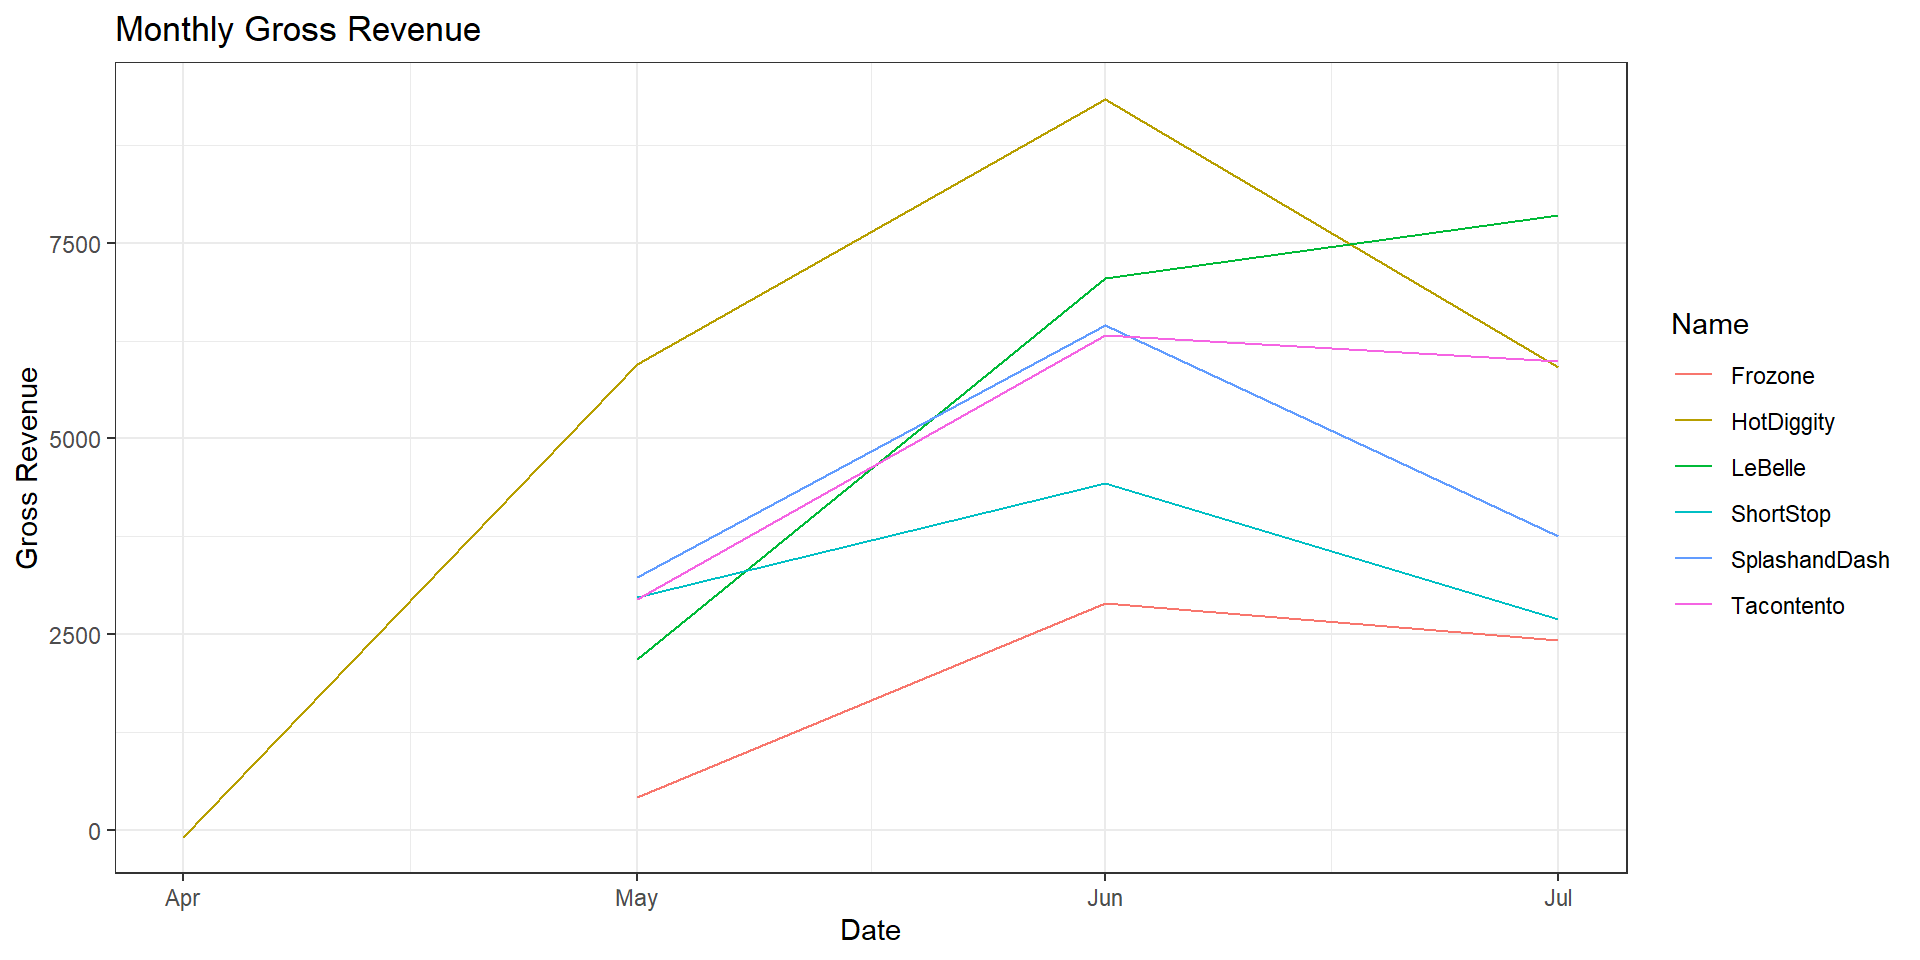 Monthly Gross Revenue
Gross Revenue
7500
5000
2500
0
Apr May Jun Jul
Date
Name
Frozone
HotDiggity
LeBelle
ShortStop
SplashandDash
Tacontento